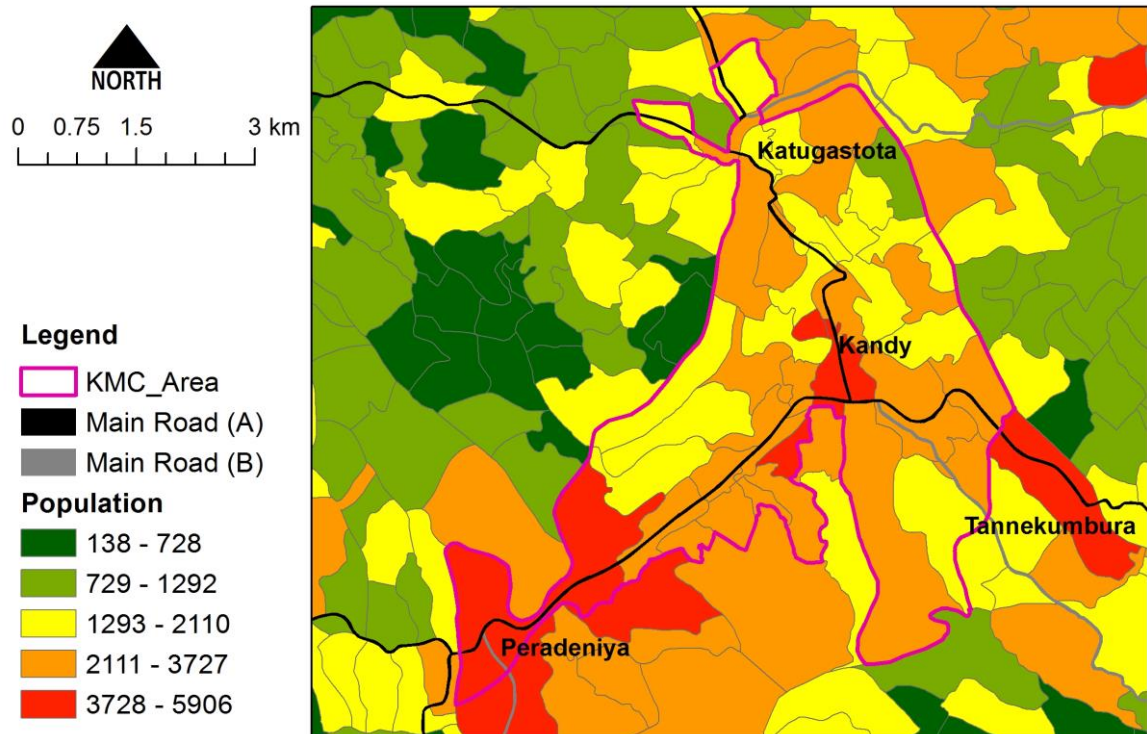 NORTH
0 0.75 1.5 3 km
Legend
KMC_Area
Main Road (A)
Main Road (B)
Population
138 - 728
729 - 1292
1293 - 2110
2111 - 3727
3728 - 5906
Katugastota
Kandy
Tannekumbura
Peradeniya